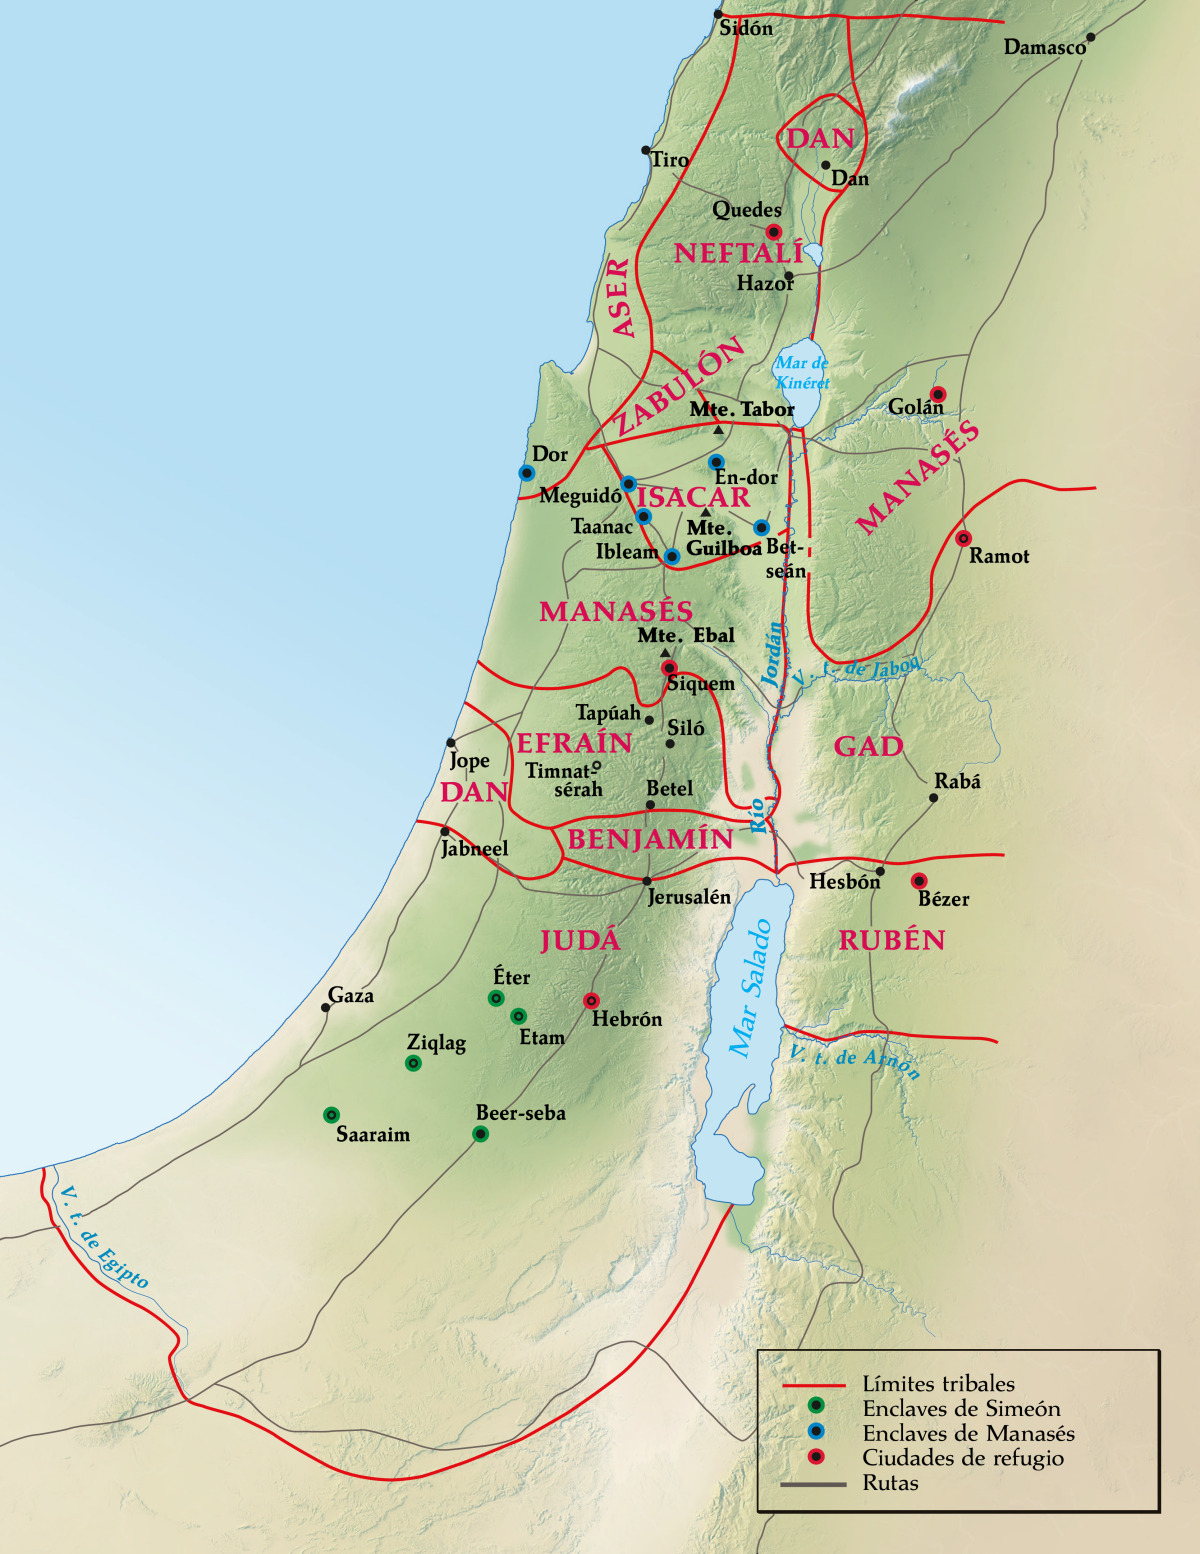 Sidón
Damasco
DAN
Tiro
Dan
Quedes
NEFTALÍ
Hazor
ASER
ZABULÓN
Mar de
Kinéret
Mte. Tabor
Golán
MANASÉS
Dor
En-dor
Meguidó
ISACAR
Taanac
Mte.
Guilboa
Ibleam
Bet-
seán
Ramot
MANASÉS
Mte. Ebal
Siquem
Jordán
V. t. de Jaboq
Tapúah
Siló
EFRAÍN
GAD
Jope
Timnat-
sérah
DAN
Betel
Rabá
Río
BENJAMÍN
Jabneel
Jerusalén
Hesbón
Bézer
JUDÁ
RUBÉN
Mar Salado
Éter
Gaza
Etam
Hebrón
Ziqlag
V. t. de Arnón
Saaraim
Beer-seba
V. t. de Egipto
Límites tribales
Enclaves de Simeón
Enclaves de Manasés
Ciudades de refugio
Rutas